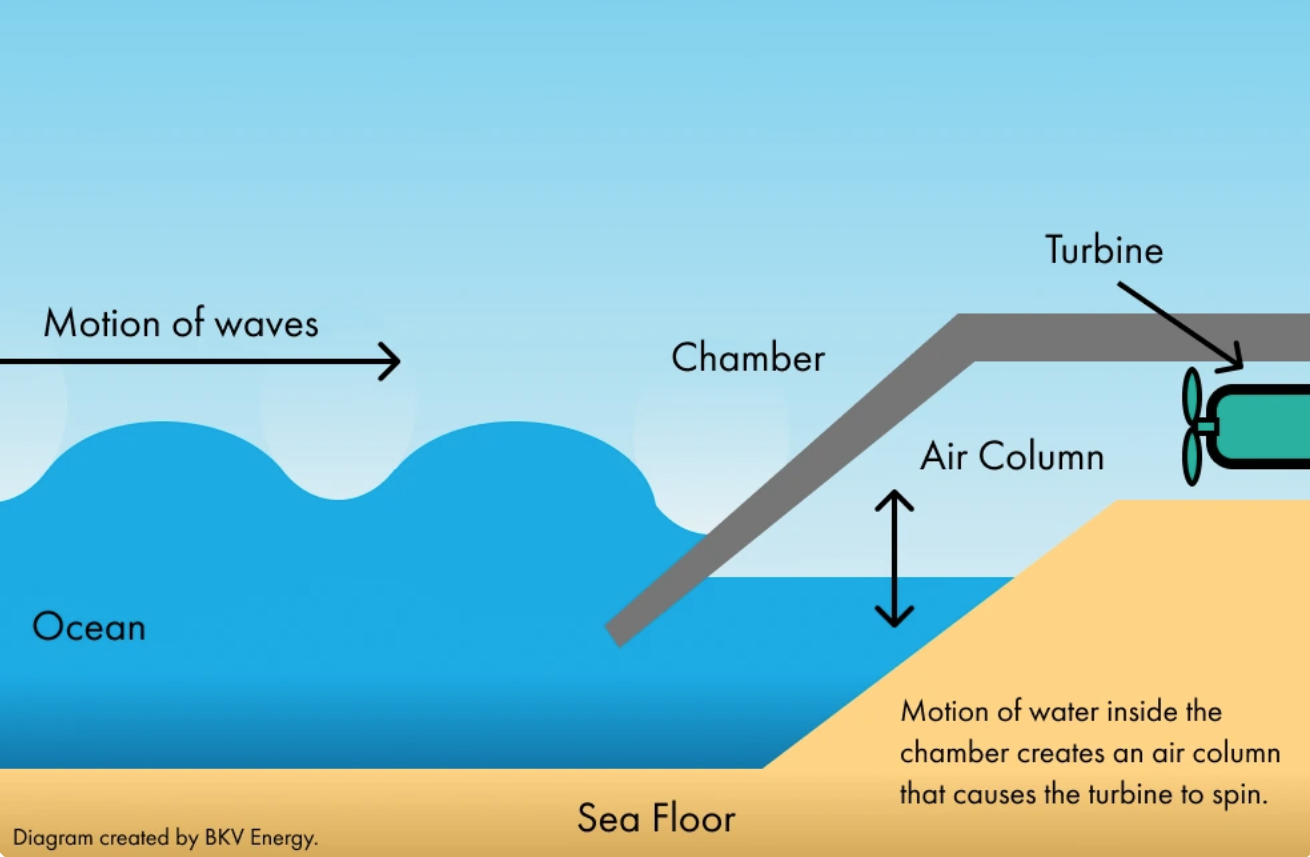 Turbine
Motion of waves
Chamber
Air Column
Ocean
Motion of water inside the
chamber creates an air column
that causes the turbine to spin.
Sea Floor
Diagram created by BKV Energy.